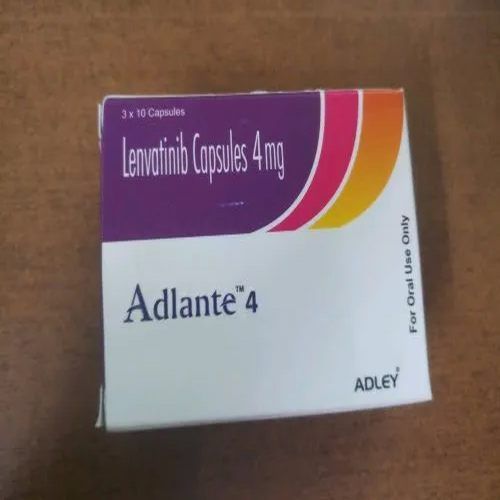 3 x 10 Capsules
Lenvatinib Capsules 4 mg
Adlante™ 4
For Oral Use Only
ADLEY®